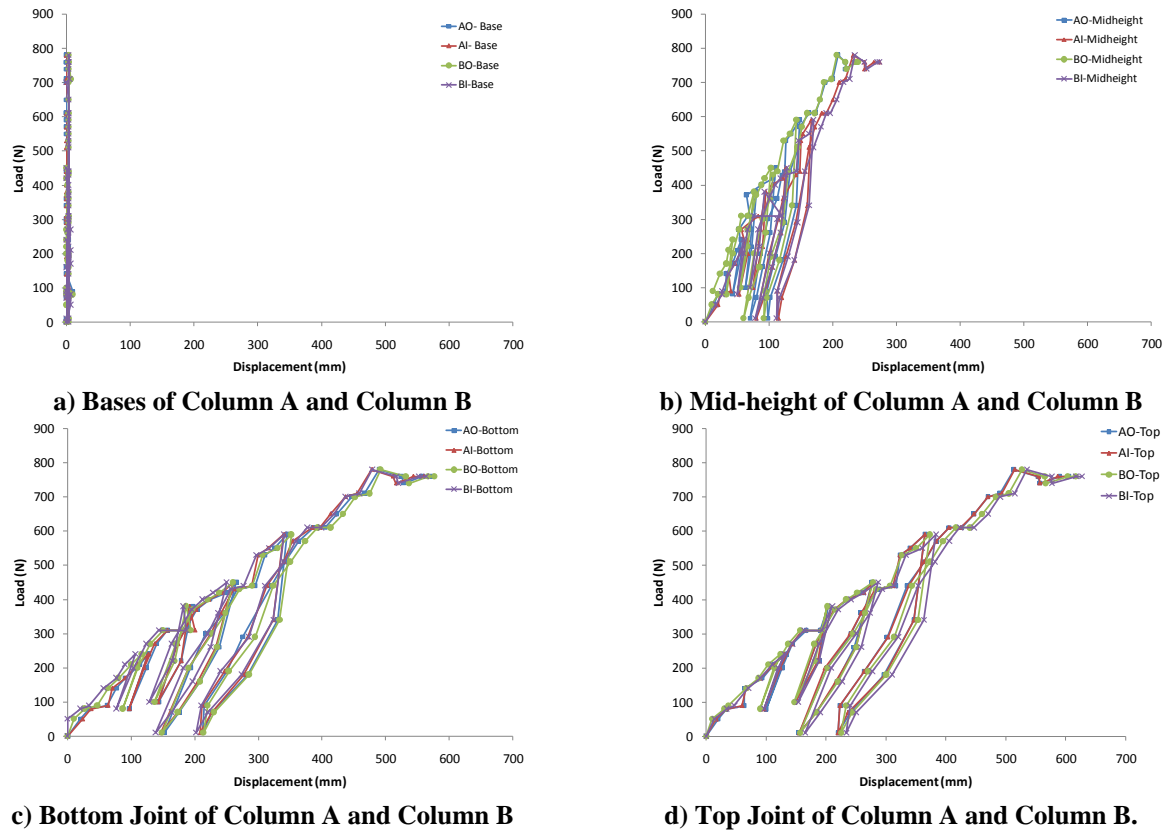 900
800
700
600
500
400
300
200
100
0
Load (N)
0 100 200 300 400 500 600 700
Displacement (mm)
AO- Base
AI- Base
BO-Base
BI-Base
a) Bases of Column A and Column B
900
800
700
600
500
400
300
200
100
0
Load (N)
0 100 200 300 400 500 600 700
Displacement (mm)
AO-Midheight
AI-Midheight
BO-Midheight
BI-Midheight
b) Mid-height of Column A and Column B
900
800
700
600
500
400
300
200
100
0
Load (N)
0 100 200 300 400 500 600 700
Displacement (mm)
AO-Bottom
AI-Bottom
BO-Bottom
BI-Bottom
c) Bottom Joint of Column A and Column B
900
800
700
600
500
400
300
200
100
0
Load (N)
0 100 200 300 400 500 600 700
Displacement (mm)
AO-Top
AI-Top
BO-Top
BI-Top
d) Top Joint of Column A and Column B.